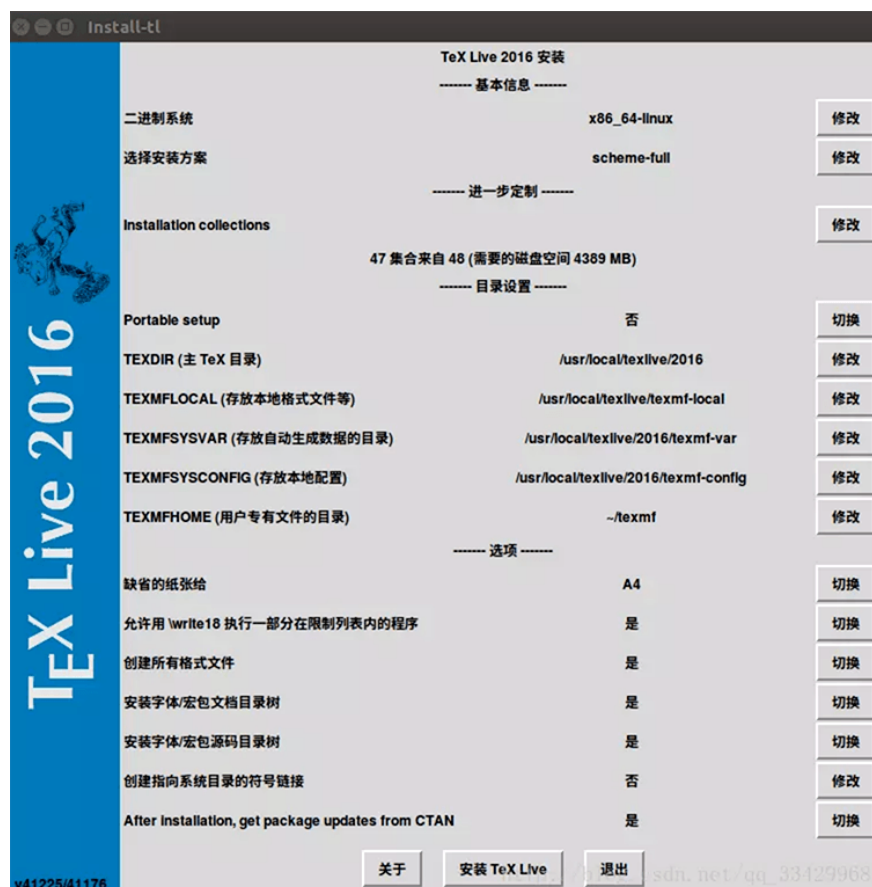 Install-tl
TeX Live 2016 安装
------- 基本信息 -------
二进制系统 x86_64-linux 修改
选择安装方案 scheme-full 修改
------- 进一步定制 -------
Installation collections 修改
47 集合来自 48 (需要的磁盘空间 4389 MB)
------- 目录设置 -------
Portable setup 否 切换
TEXDIR (主 TeX 目录) /usr/local/texlive/2016 修改
TEXMFLOCAL (存放本地格式文件等) /usr/local/texlive/texmf-local 修改
TEXMFSYSVAR (存放自动生成数据的目录) /usr/local/texlive/2016/texmf-var 修改
TEXMFSYSCONFIG (存放本地配置) /usr/local/texlive/2016/texmf-config 修改
TEXMFHOME (用户专有文件的目录) ~/texmf 修改
------- 选项 -------
缺省的纸张给 A4 切换
允许用 \write18 执行一部分在限制列表内的程序 是 切换
创建所有格式文件 是 切换
安装字体/宏包文档目录树 是 切换
安装字体/宏包源码目录树 是 切换
创建指向系统目录的符号链接 否 修改
After installation, get package updates from CTAN 是 切换
关于 安装 TeX Live 退出
TEX Live 2016
v41225/41176
sdn.net/qq_33429968